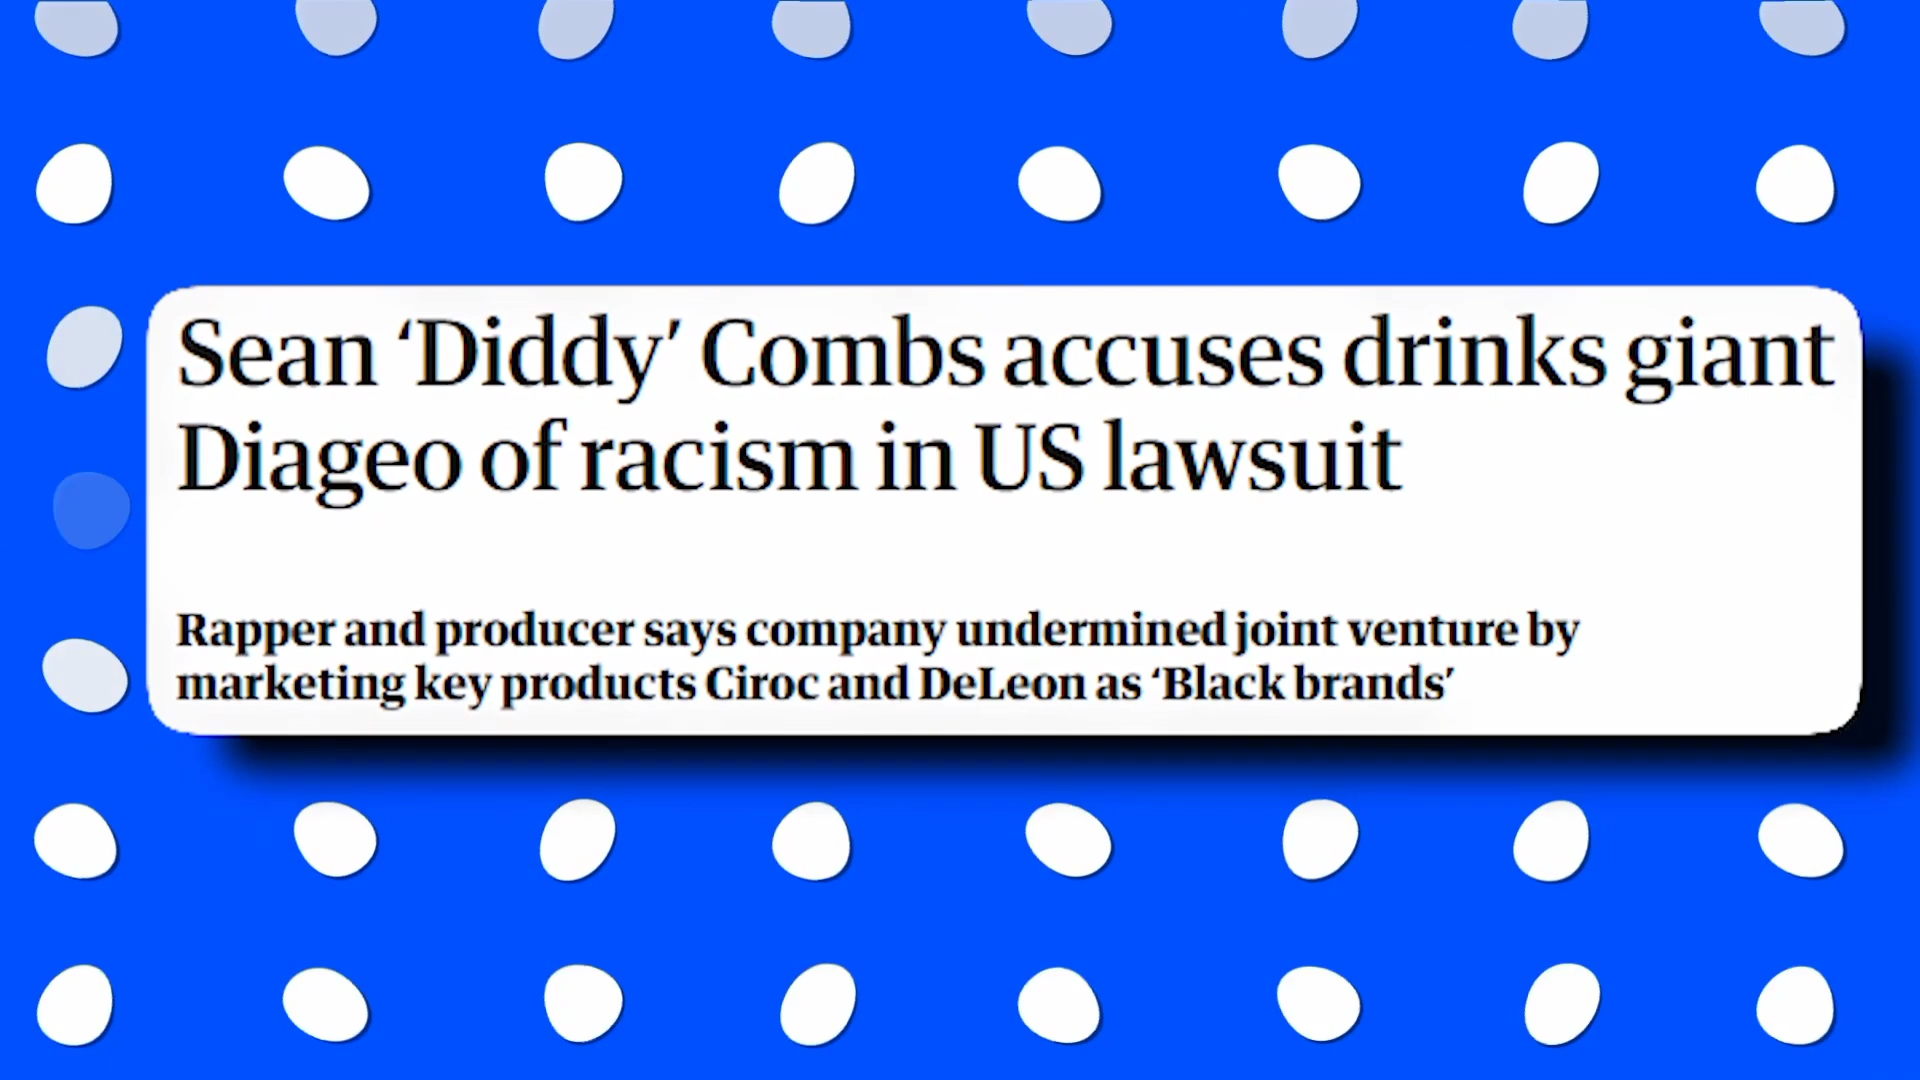 Sean ‘Diddy’ Combs accuses drinks giant
Diageo of racism in US lawsuit
Rapper and producer says company undermined joint venture by
marketing key products Ciroc and DeLeon as ‘Black brands’